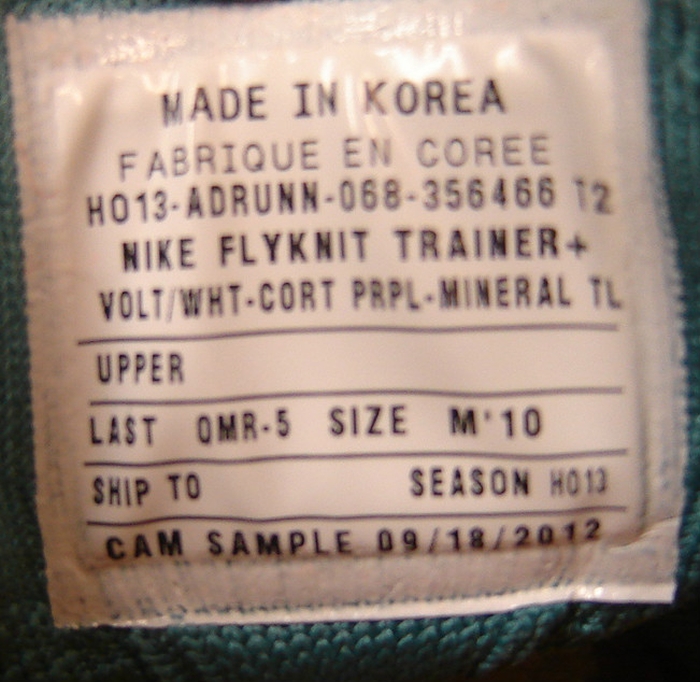 MADE IN KOREA
FABRIQUE EN COREE
HO13-ADRUNN-068-356466 T2
NIKE FLYKNIT TRAINER+
VOLT/WHT-CORT PRPL-MINERAL TL
UPPER
LAST QMR-5 SIZE M'10
SHIP TO SEASON HO13
CAM SAMPLE 09/18/2012